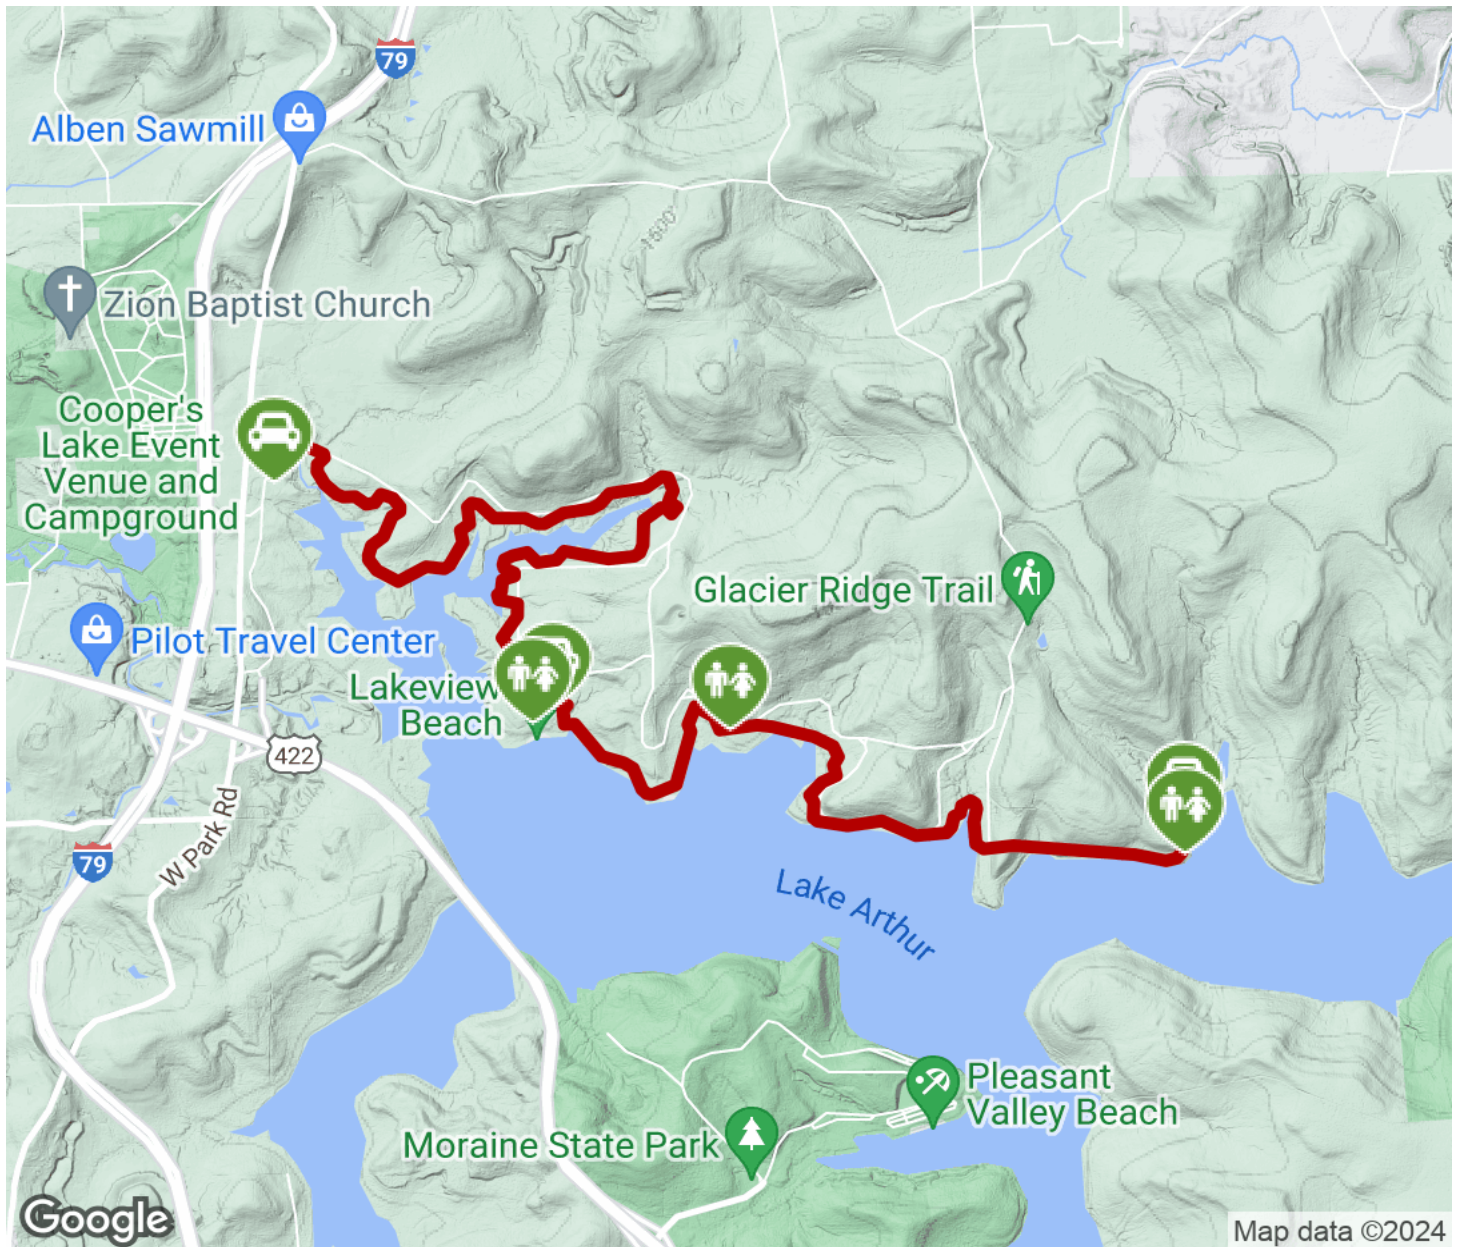 79
Alben Sawmill
1600'
Zion Baptist Church
Cooper's
Lake Event
Venue and
Campground
Glacier Ridge Trail
Pilot Travel Center
Lakeview
Beach
422
W Park Rd
79
Lake Arthur
Pleasant
Valley Beach
Moraine State Park
Google
Map data ©2024